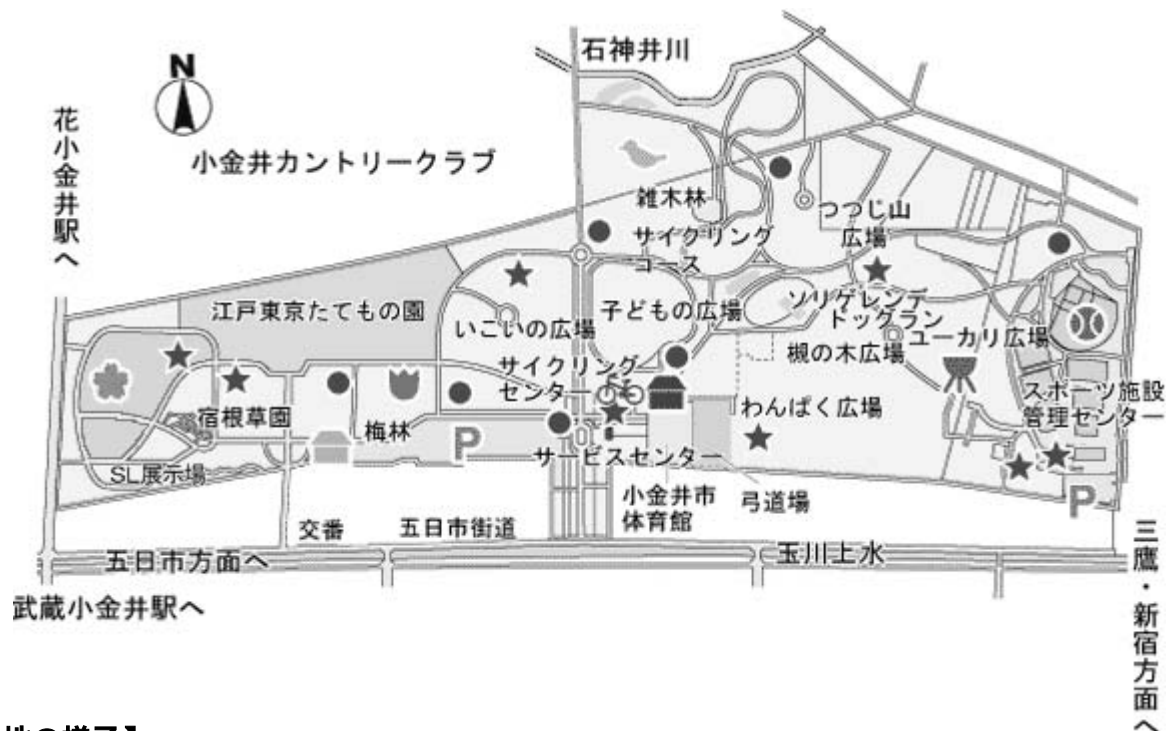 石神井川
N
花小金井駅へ
小金井カントリークラブ
雑木林
つつじ山
広場
サイクリング
コース
江戸東京たてもの園
いこいの広場
子どもの広場
ソリゲレンデ
ドッグラン
ユーカリ広場
槻の木広場
サイクリング
センター
スポーツ施設
管理センター
宿根草園
梅林
わんぱく広場
P
サービスセンター
SL展示場
小金井市
体育館
弓道場
P
交番
五日市街道
玉川上水
五日市方面へ
武蔵小金井駅へ
三鷹・新宿方面へ